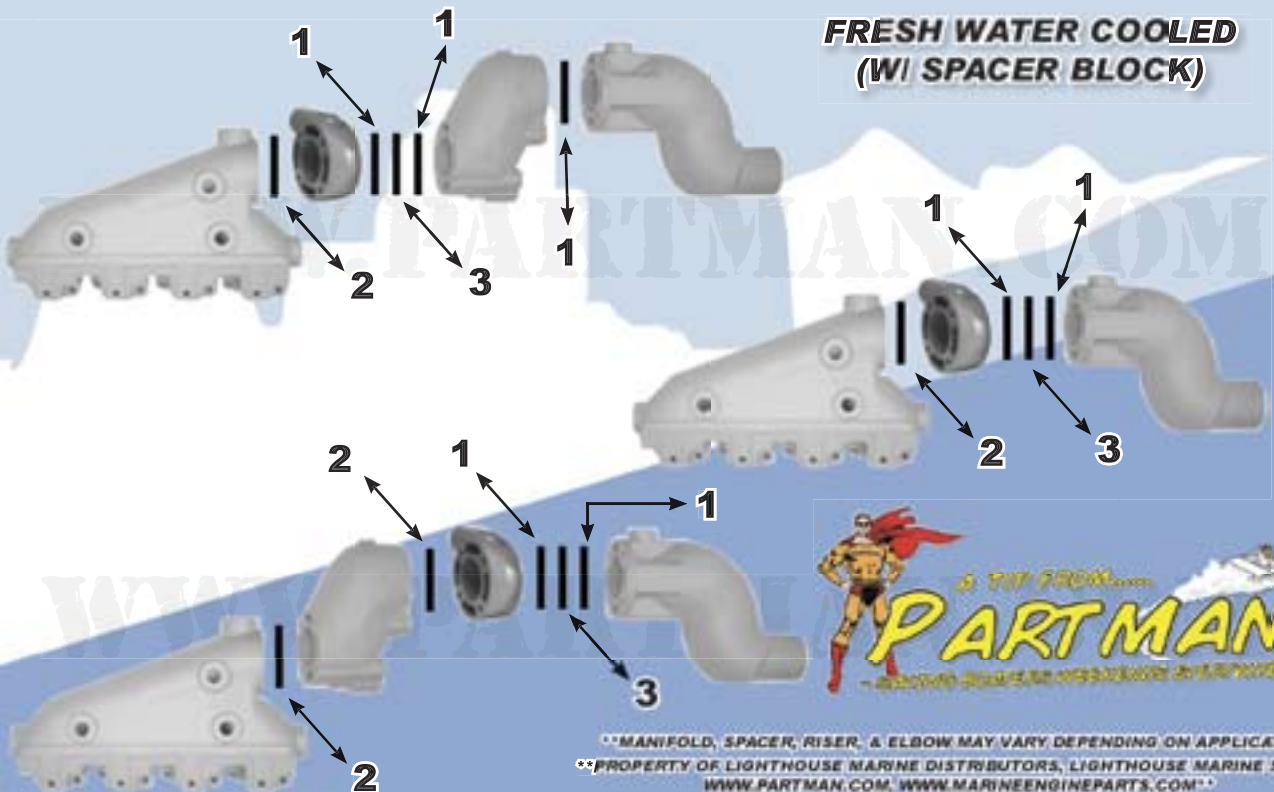 FRESH WATER COOLED
(W/ SPACER BLOCK)
1
1
1
2
3
1
1
2
3
2
1
1
3
2
WWW.PARTMAN.COM
WWW.PARTMAN
A TIP FROM......
PARTMAN
**MANIFOLD, SPACER, RISER, & ELBOW MAY VARY DEPENDING ON
**PROPERTY OF LIGHTHOUSE MARINE DISTRIBUTORS, LIGHTHOUSE MARINE
WWW.PARTMAN.COM, WWW.MARINEENGINEPARTS.COM**